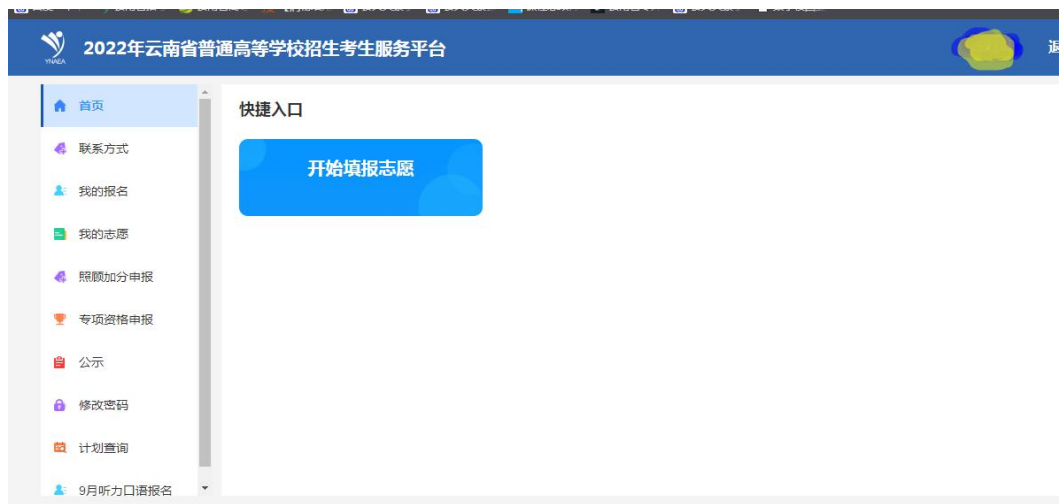 YNAEA
2022年云南省普通高等学校招生考生服务平台
首页
快捷入口
联系方式
开始填报志愿
我的报名
我的志愿
照顾加分申报
专项资格申报
公示
修改密码
计划查询
9月听力口语报名